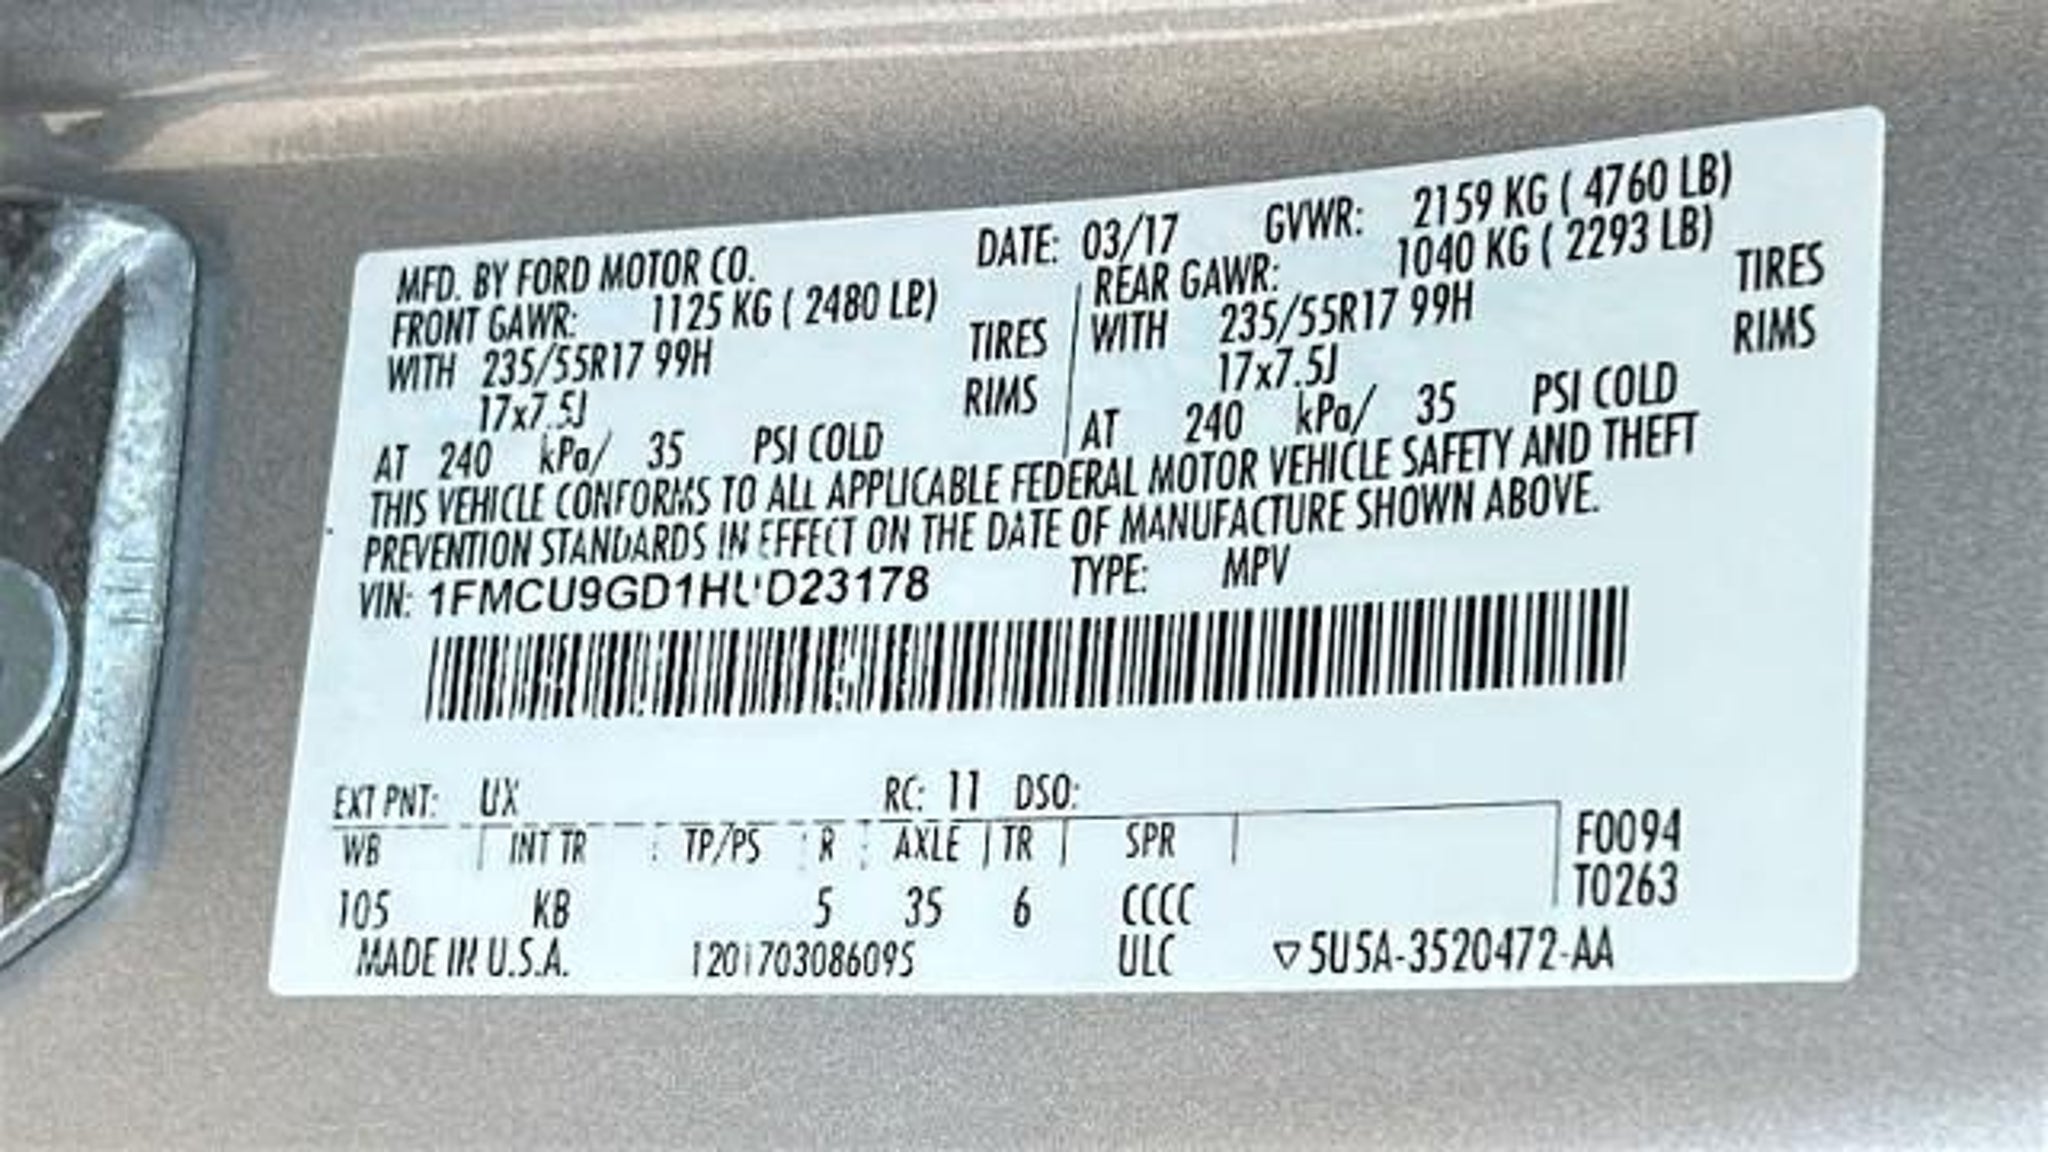 MFD. BY FORD MOTOR CO. DATE: 03/17 GVWR: 2159 KG ( 4760 LB)
FRONT GAWR: 1125 KG ( 2480 LB) REAR GAWR: 1040 KG ( 2293 LB)
WITH 235/55R17 99H TIRES WITH 235/55R17 99H TIRES
17x7.5J RIMS 17x7.5J RIMS
AT 240 kPa/ 35 PSI COLD AT 240 kPa/ 35 PSI COLD
THIS VEHICLE CONFORMS TO ALL APPLICABLE FEDERAL MOTOR VEHICLE SAFETY AND THEFT
PREVENTION STANDARDS IN EFFECT ON THE DATE OF MANUFACTURE SHOWN ABOVE.
VIN: TYPE: MPV
EXT PNT: UX RC: 11 DSO:
WB INT TR TP/PS R AXLE TR SPR F0094
T0263
105 KB 5 35 6 CCCC
MADE IN U.S.A. 1201703086095 ULC ▽5U5A-3520472-AA